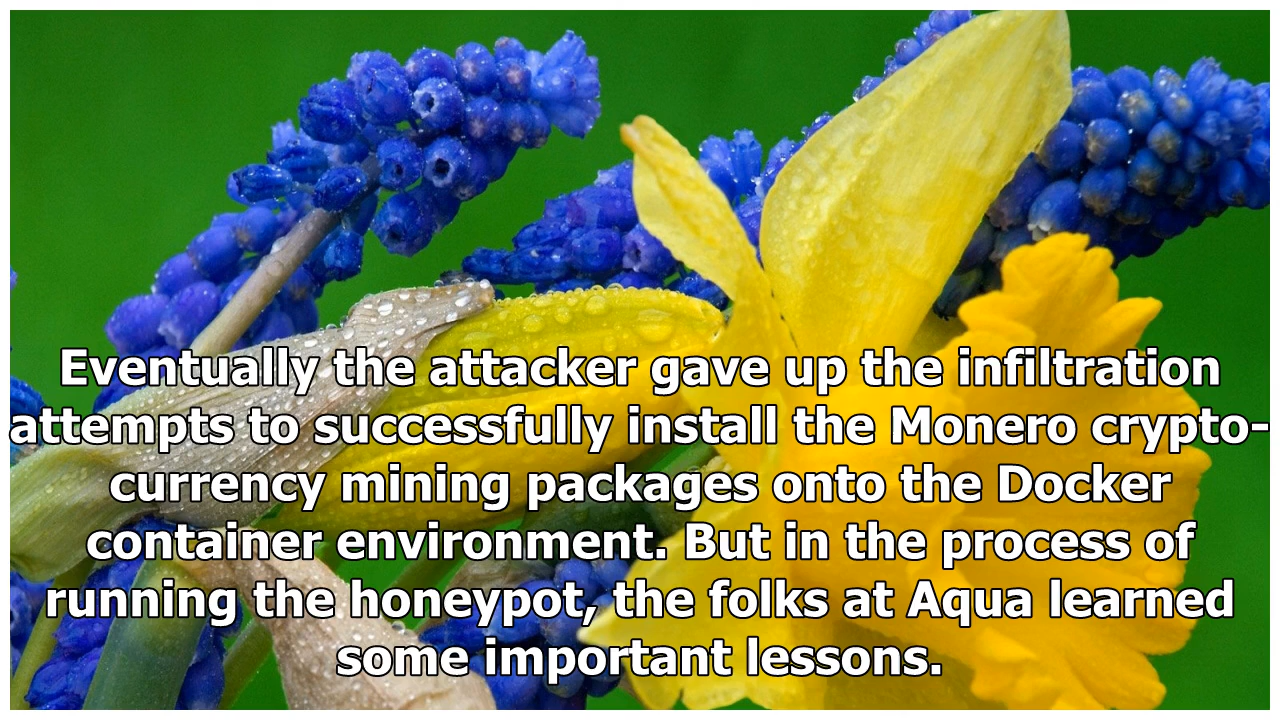 Eventually the attacker gave up the infiltration
attempts to successfully install the Monero crypto-
currency mining packages onto the Docker
container environment. But in the process of
running the honeypot, the folks at Aqua learned
some important lessons.